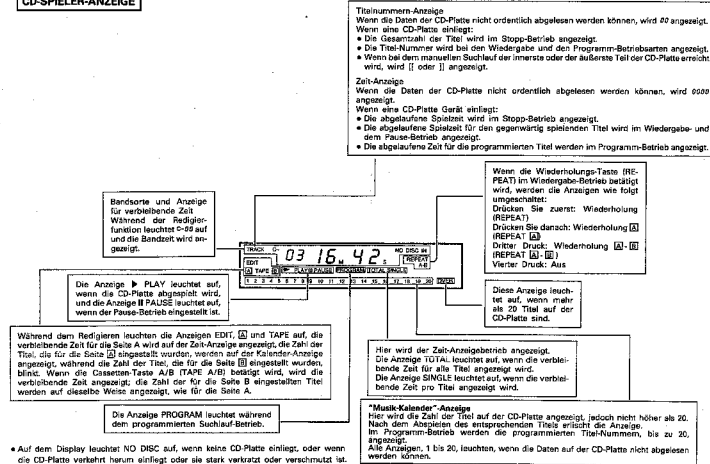 CD-SPIELER-ANZEIGE
Titelnummern-Anzeige
Wenn die Daten der CD-Platte nicht ordentlich abgelesen werden können, wird 00 angezeigt.
Wenn eine CD-Platte einliegt:
• Die Gesamtzahl der Titel wird im Stopp-Betrieb angezeigt.
• Die Titel-Nummer wird bei den Wiedergabe und den Programm-Betriebsarten angezeigt.
• Wenn bei dem manuellen Suchlauf der innerste oder der äußerste Teil der CD-Platte erreicht
wird, wird [[ oder ]] angezeigt.
Zeit-Anzeige
Wenn die Daten der CD-Platte nicht ordentlich abgelesen werden können, wird 0000
angezeigt.
Wenn eine CD-Platte Gerät einliegt:
• Die abgelaufene Spielzeit wird im Stopp-Betrieb angezeigt.
• Die abgelaufene Spielzeit für den gegenwärtig spielenden Titel wird im Wiedergabe- und
dem Pause-Betrieb angezeigt.
• Die abgelaufene Zeit für die programmierten Titel werden im Programm-Betrieb angezeigt.
Wenn die Wiederholungs-Taste (RE-
PEAT) im Wiedergabe-Betrieb betätigt
wird, werden die Anzeigen wie folgt
umgeschaltet:
Drücken Sie zuerst: Wiederholung
(REPEAT)
Drücken Sie danach: Wiederholung A
(REPEAT A)
Dritter Druck: Wiederholung A - B
(REPEAT A - B)
Vierter Druck: Aus
Bandsorte und Anzeige
für verbleibende Zeit
Während der Redigier-
funktion leuchtet C-00 auf
und die Bandzeit wird an-
gezeigt.
TRACK C- 03 16 M 42 S NO DISC IN
EDIT REPEAT A-B
A TAPE B PLAY PAUSE PROGRAM TOTAL SINGLE
1 2 3 4 5 6 7 8 9 10 11 12 13 14 15 16 17 18 19 20 OVER
Die Anzeige ▶ PLAY leuchtet auf,
wenn die CD-Platte abgespielt wird,
und die Anzeige II PAUSE leuchtet auf,
wenn der Pause-Betrieb eingestellt ist.
Diese Anzeige leuch-
tet auf, wenn mehr
als 20 Titel auf der
CD-Platte sind.
Während dem Redigieren leuchten die Anzeigen EDIT, A und TAPE auf, die
verbleibende Zeit für die Seite A wird auf der Zeit-Anzeige angezeigt, die Zahl der
Titel, die für die Seite A eingestellt wurden, werden auf der Kalender-Anzeige
angezeigt, während die Zahl der Titel, die für die Seite B eingestellt wurden,
blinkt. Wenn die Cassetten-Taste A/B (TAPE A/B) betätigt wird, wird die
verbleibende Zeit angezeigt; die Zahl der für die Seite B eingestellten Titel
werden auf dieselbe Weise angezeigt, wie für die Seite A.
Hier wird der Zeit-Anzeigebetrieb angezeigt.
Die Anzeige TOTAL leuchtet auf, wenn die verblei-
bende Zeit für alle Titel angezeigt wird.
Die Anzeige SINGLE leuchtet auf, wenn die verblei-
bende Zeit pro Titel angezeigt wird.
Die Anzeige PROGRAM leuchtet während
dem programmierten Suchlauf-Betrieb.
"Musik-Kalender"-Anzeige
Hier wird die Zahl der Titel auf der CD-Platte angezeigt, jedoch nicht höher als 20.
Nach dem Abspielen des entsprechenden Titels erlischt die Anzeige.
Im Programm-Betrieb werden die programmierten Titel-Nummern, bis zu 20,
angezeigt.
Alle Anzeigen, 1 bis 20, leuchten, wenn die Daten der CD-Platte nicht abgelesen
werden können.
• Auf dem Display leuchtet NO DISC auf, wenn keine CD-Platte einliegt, oder wenn
die CD-Platte verkehrt herum einliegt oder sie stark verkratzt oder verschmutzt ist.